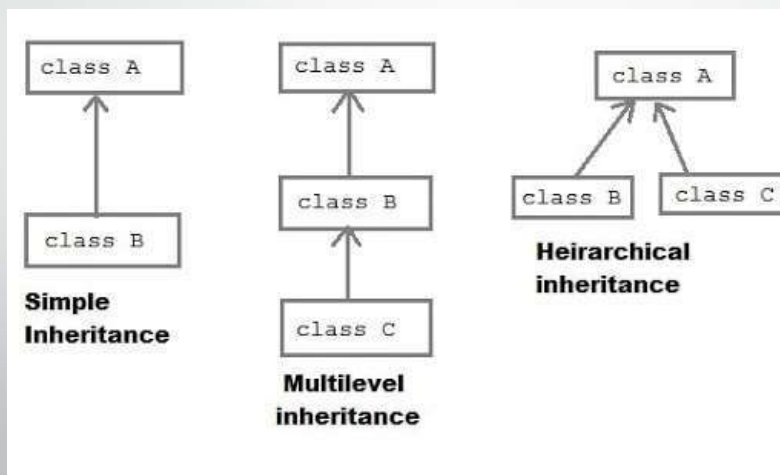 class A
class B
Simple
Inheritance
class A
class B
class C
Multilevel
inheritance
class A
class B
class C
Heirarchical
inheritance